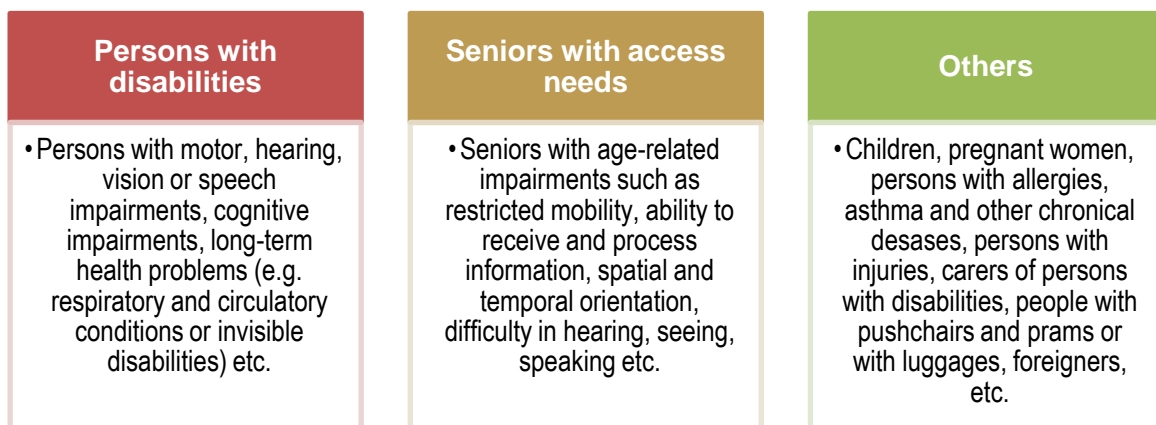 Persons with
disabilities
• Persons with motor, hearing,
vision or speech
impairments, cognitive
impairments, long-term
health problems (e.g.
respiratory and circulatory
conditions or invisible
disabilities) etc.
Seniors with access
needs
• Seniors with age-related
impairments such as
restricted mobility, ability to
receive and process
information, spatial and
temporal orientation,
difficulty in hearing, seeing,
speaking etc.
Others
• Children, pregnant women,
persons with allergies,
asthma and other chronical
desases, persons with
injuries, carers of persons
with disabilities, people with
pushchairs and prams or
with luggages, foreigners,
etc.